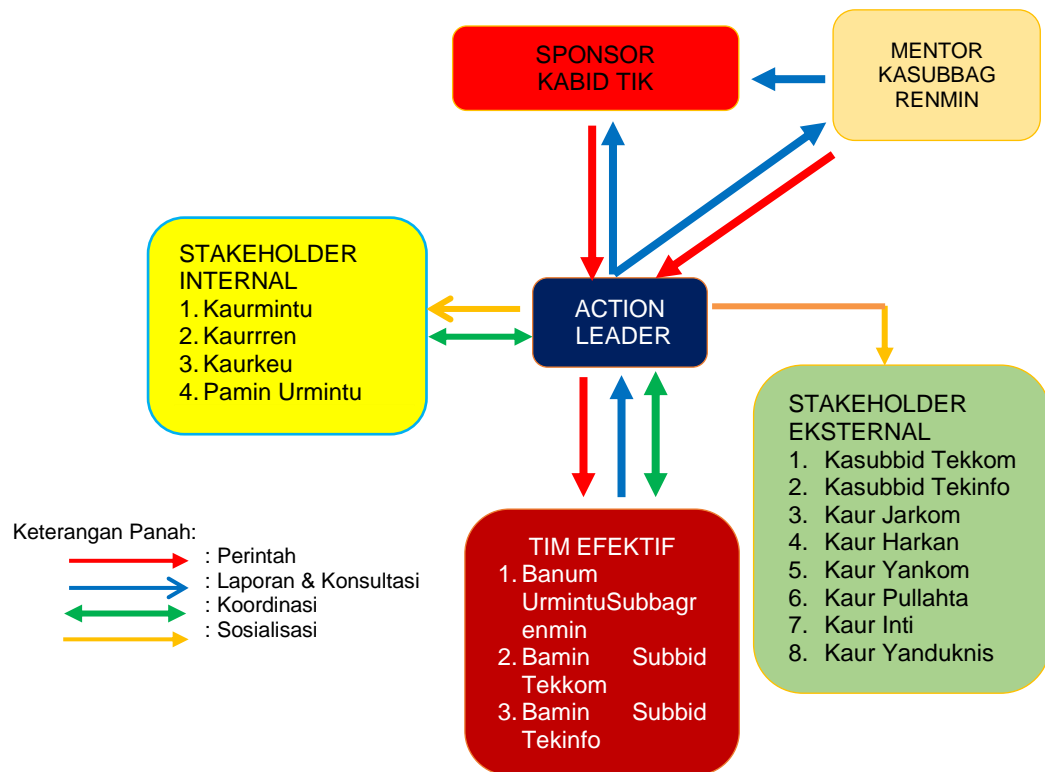 SPONSOR
KABID TIK
MENTOR
KASUBBAG
RENMIN
STAKEHOLDER
INTERNAL
1. Kaurmintu
2. Kaurrren
3. Kaurkeu
4. Pamin Urmintu
ACTION
LEADER
STAKEHOLDER
EKSTERNAL
1. Kasubbid Tekkom
2. Kasubbid Tekinfo
3. Kaur Jarkom
4. Kaur Harkan
5. Kaur Yankom
6. Kaur Pullahta
7. Kaur Inti
8. Kaur Yanduknis
TIM EFEKTIF
1. Banum
UrmintuSubbagr
enmin
2. Bamin Subbid
Tekkom
3. Bamin Subbid
Tekinfo
Keterangan Panah:
: Perintah
: Laporan & Konsultasi
: Koordinasi
: Sosialisasi